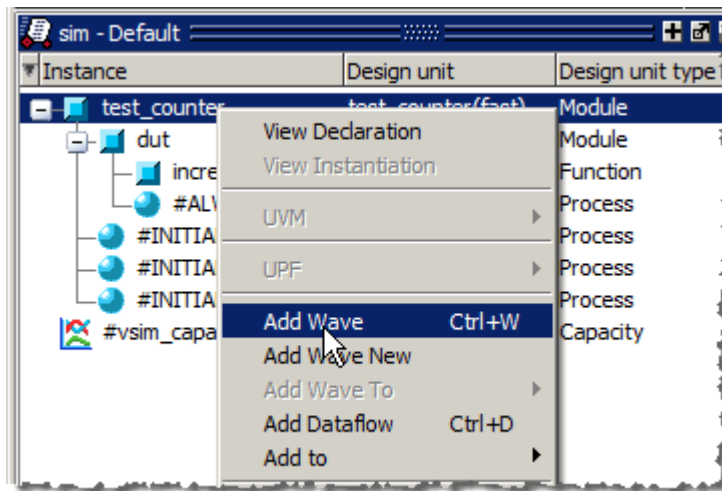 sim - Default
Instance Design unit Design unit type
test_counter test_counter(fast) Module
dut Module
incre Function
#ALW Process
#INITIA Process
#INITIA Process
#INITIA Process
#vsim_capa Capacity
View Declaration
View Instantiation
UVM
UPF
Add Wave Ctrl+W
Add Wave New
Add Wave To
Add Dataflow Ctrl+D
Add to